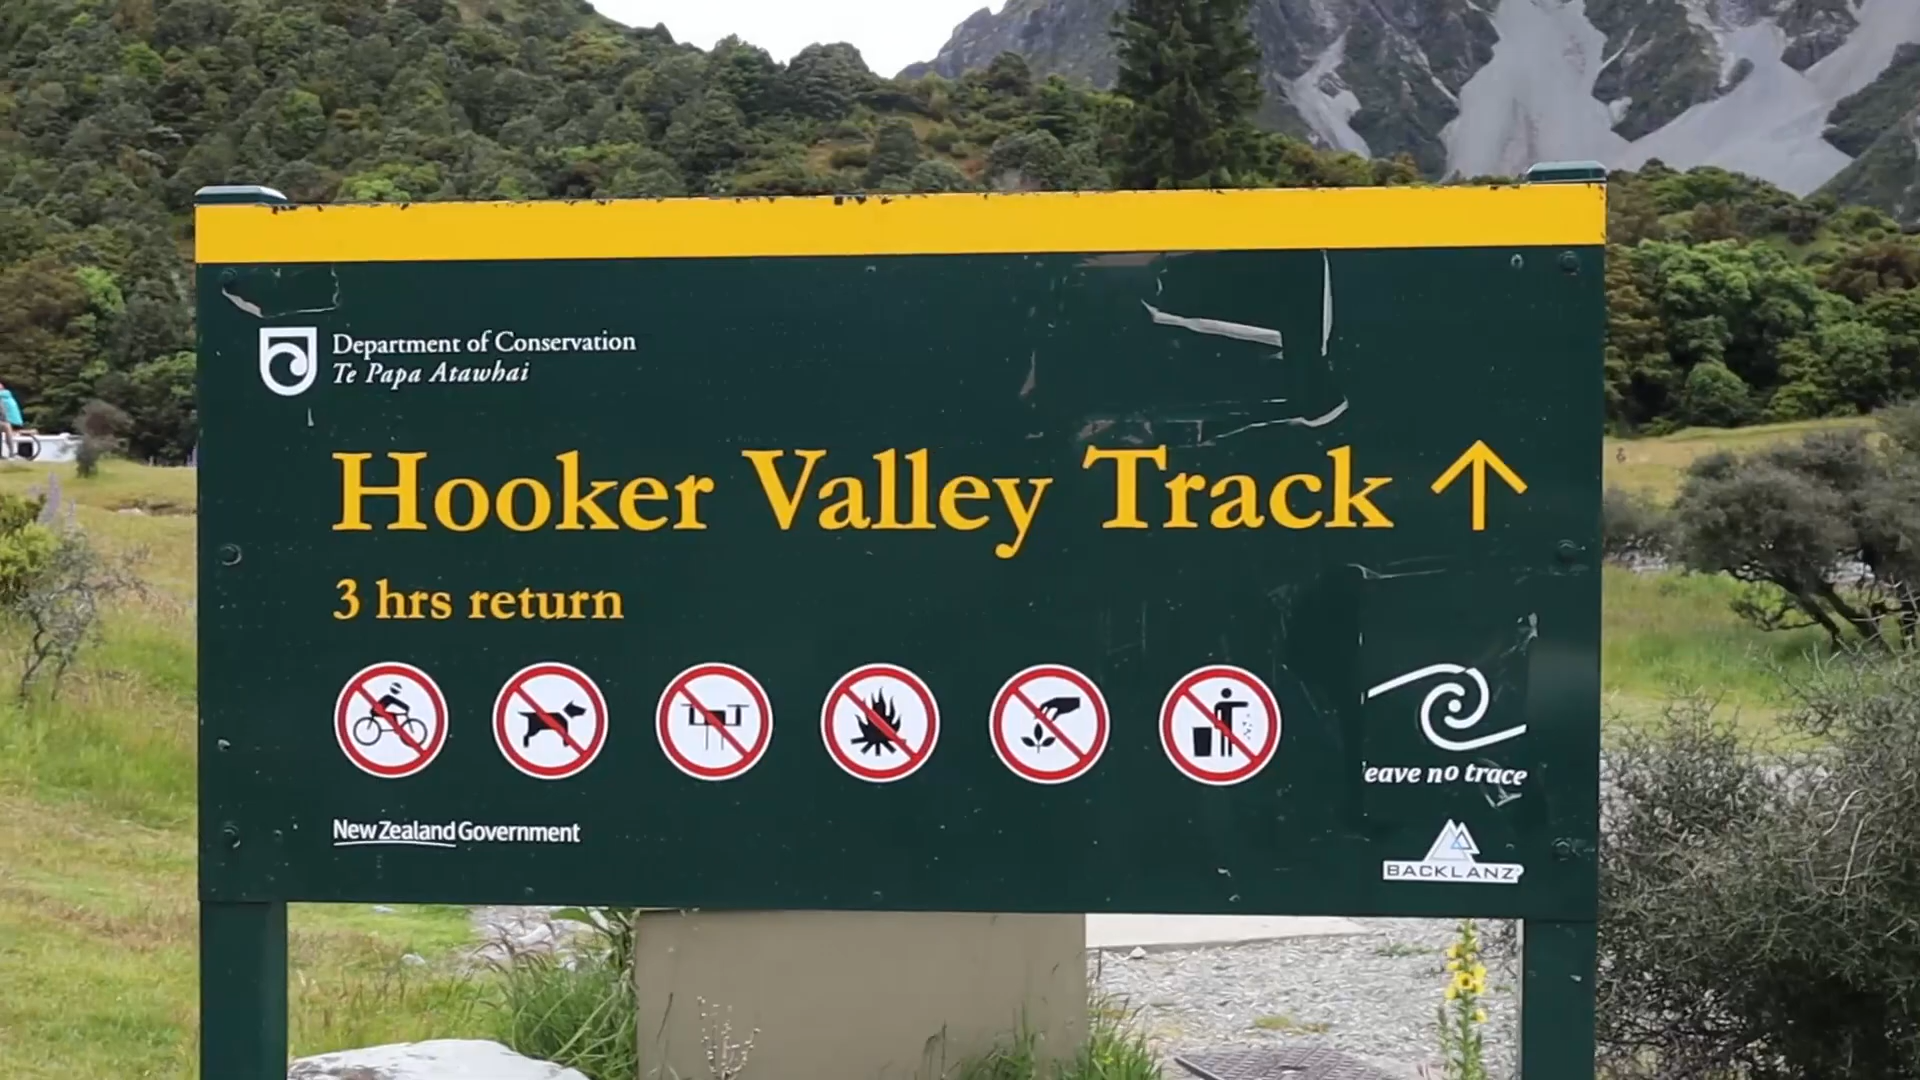 Department of Conservation
Te Papa Atawhai
Hooker Valley Track
3 hrs return
eave no trace
New Zealand Government
BACKLANZ